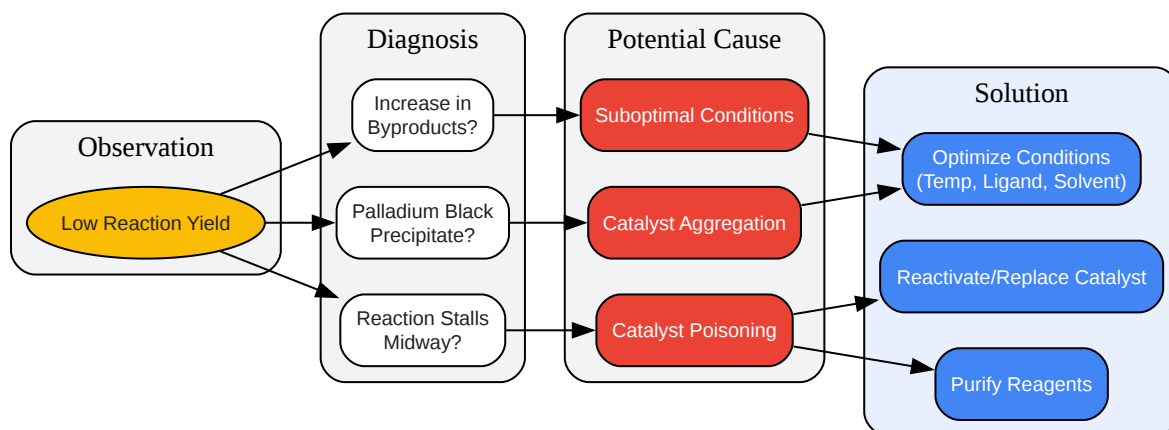 Observation
Low Reaction Yield
Diagnosis
Increase in
Byproducts?
Palladium Black
Precipitate?
Reaction Stalls
Midway?
Potential Cause
Suboptimal Conditions
Catalyst Aggregation
Catalyst Poisoning
Solution
Optimize Conditions
(Temp, Ligand, Solvent)
Reactivate/Replace Catalyst
Purify Reagents